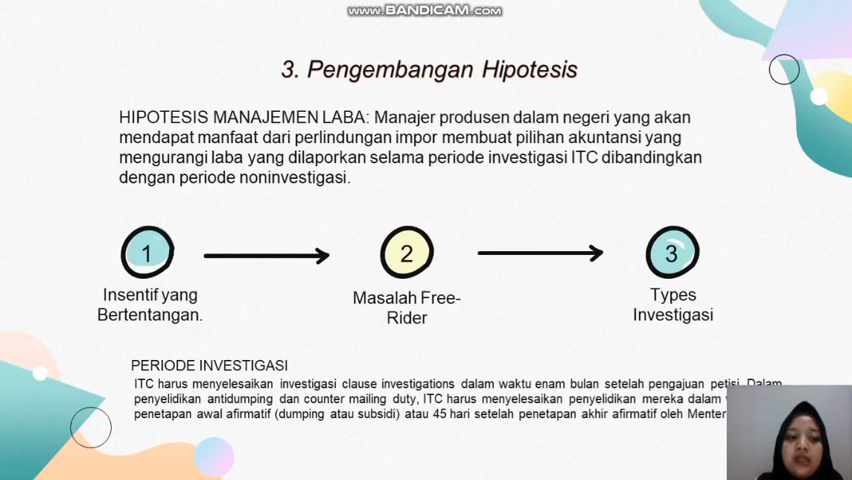 WWW.BANDICAM.COM
3. Pengembangan Hipotesis
HIPOTESIS MANAJEMEN LABA: Manajer produsen dalam negeri yang akan
mendapat manfaat dari perlindungan impor membuat pilihan akuntansi yang
mengurangi laba yang dilaporkan selama periode investigasi ITC dibandingkan
dengan periode noninvestigasi.
1
2
3
Insentif yang
Bertentangan.
Masalah Free-
Rider
Types
Investigasi
PERIODE INVESTIGASI
ITC harus menyelesaikan investigasi clause investigations dalam waktu enam bulan setelah pengajuan petisi. Dalam
penyelidikan antidumping dan counter mailing duty, ITC harus menyelesaikan penyelidikan mereka dalam
penetapan awal afirmatif (dumping atau subsidi) atau 45 hari setelah penetapan akhir afirmatif oleh